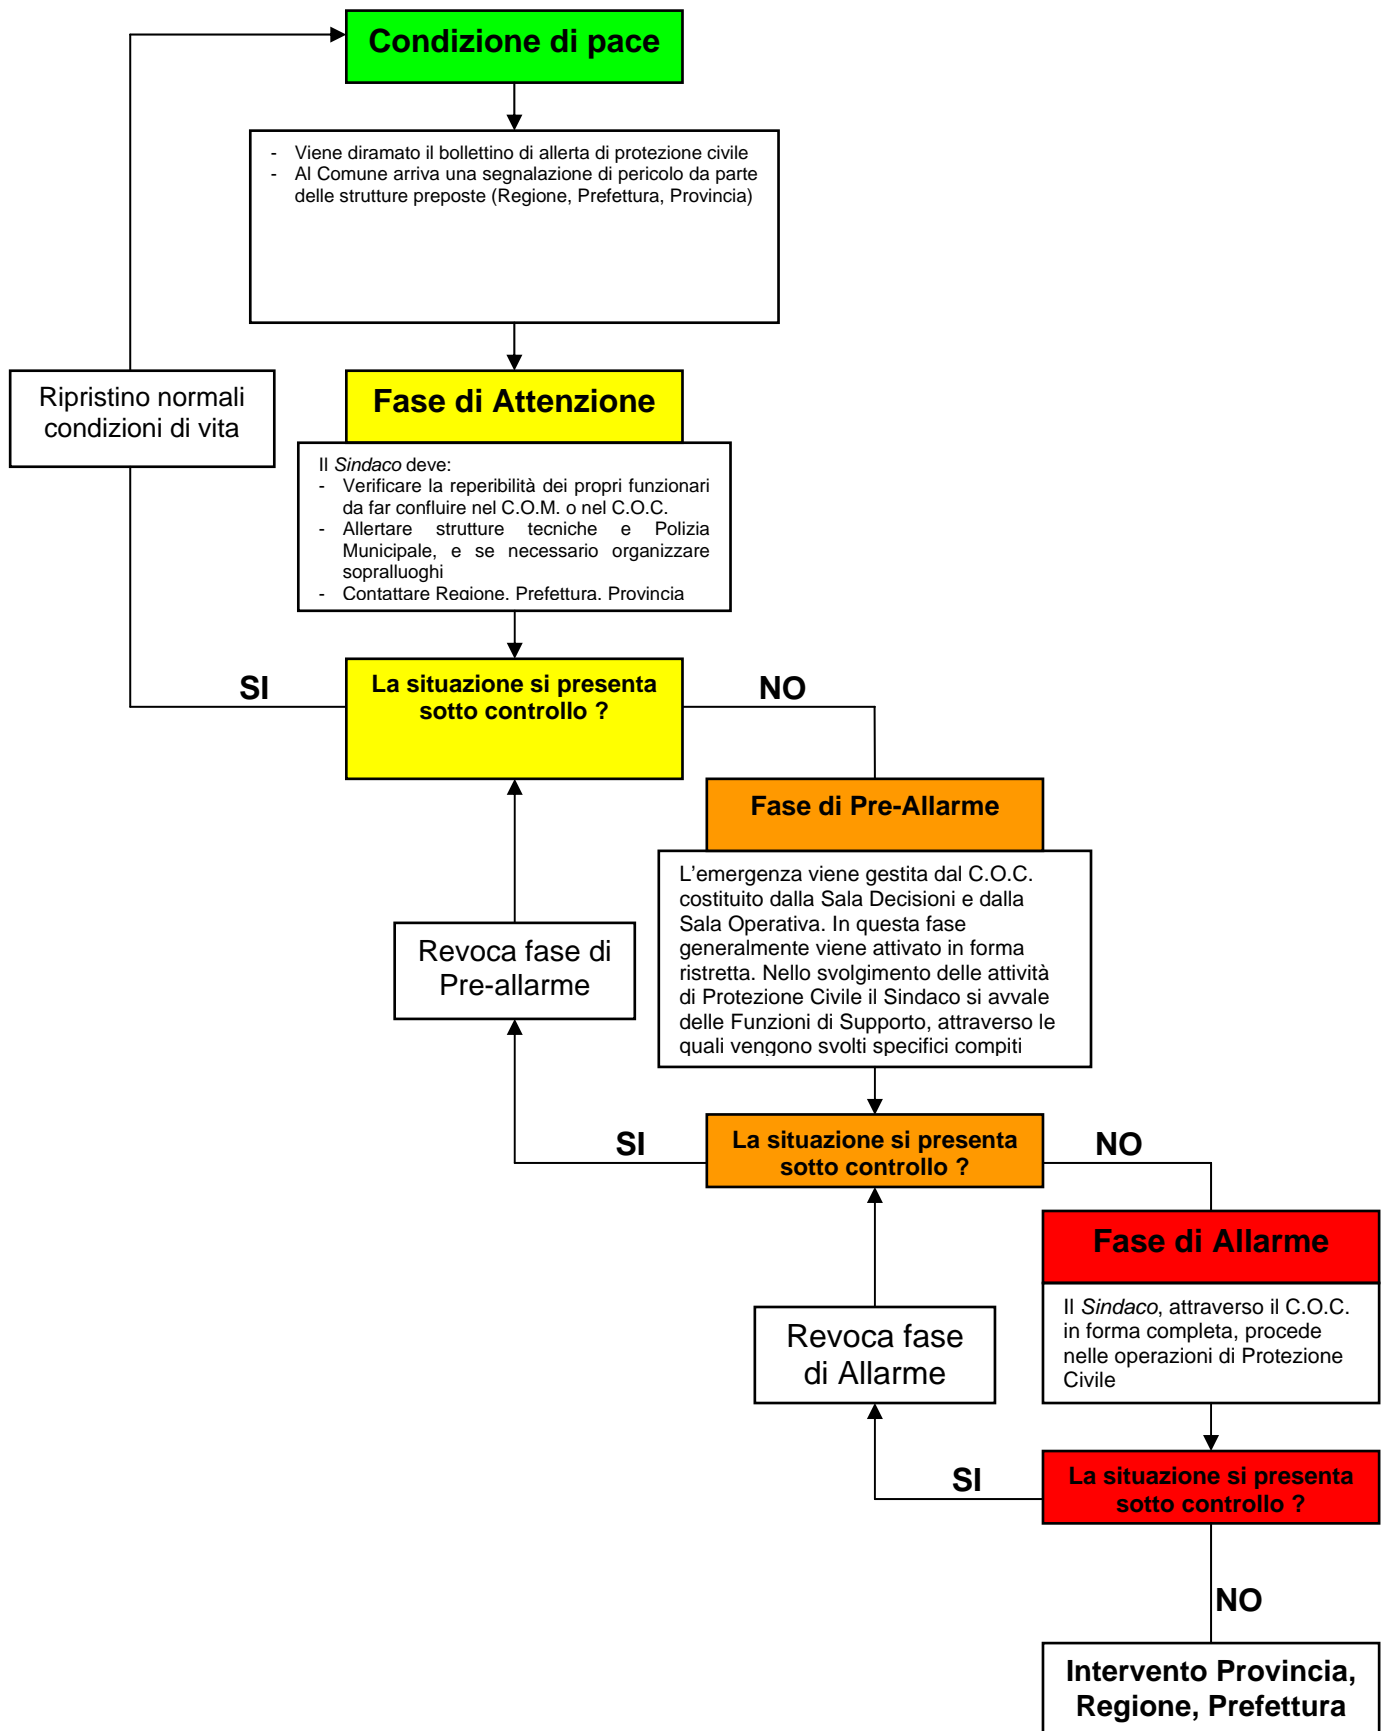 Condizione di pace
- Viene diramato il bollettino di allerta di protezione civile
- Al Comune arriva una segnalazione di pericolo da parte
delle strutture preposte (Regione, Prefettura, Provincia)
Ripristino normali
condizioni di vita
Fase di Attenzione
Il Sindaco deve:
- Verificare la reperibilità dei propri funzionari
da far confluire nel C.O.M. o nel C.O.C.
- Allertare strutture tecniche e Polizia
Municipale, e se necessario organizzare
sopralluoghi
- Contattare Regione, Prefettura, Provincia
SI
La situazione si presenta
sotto controllo ?
NO
Fase di Pre-Allarme
L'emergenza viene gestita dal C.O.C.
costituito dalla Sala Decisioni e dalla
Sala Operativa. In questa fase
generalmente viene attivato in forma
ristretta. Nello svolgimento delle attività
di Protezione Civile il Sindaco si avvale
delle Funzioni di Supporto, attraverso le
quali vengono svolti specifici compiti
Revoca fase di
Pre-allarme
SI
La situazione si presenta
sotto controllo ?
NO
Fase di Allarme
Il Sindaco, attraverso il C.O.C.
in forma completa, procede
nelle operazioni di Protezione
Civile
Revoca fase
di Allarme
SI
La situazione si presenta
sotto controllo ?
NO
Intervento Provincia,
Regione, Prefettura